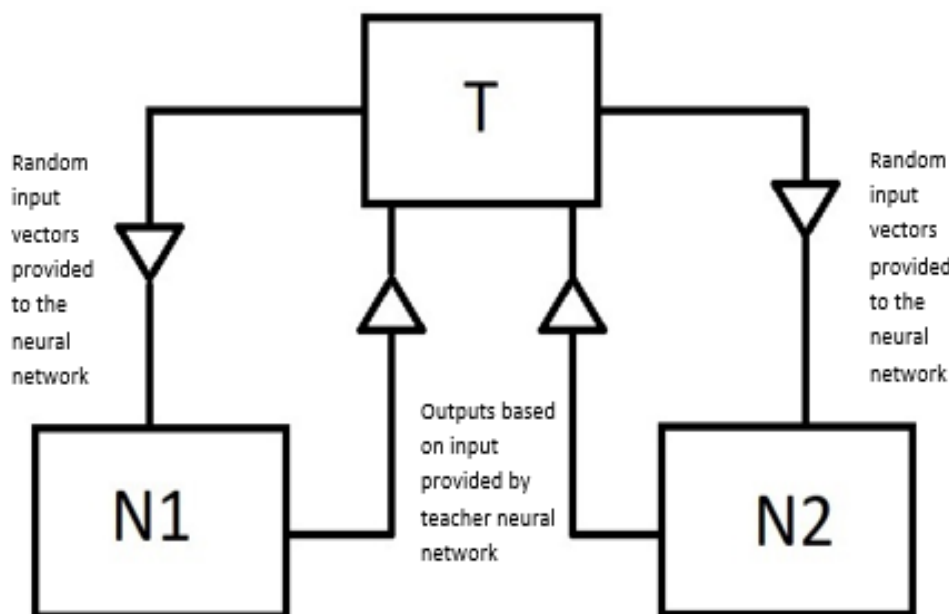 T
Random
input
vectors
provided
to the
neural
network
Random
input
vectors
provided
to the
neural
network
Outputs based
on input
provided by
teacher neural
network
N1
N2